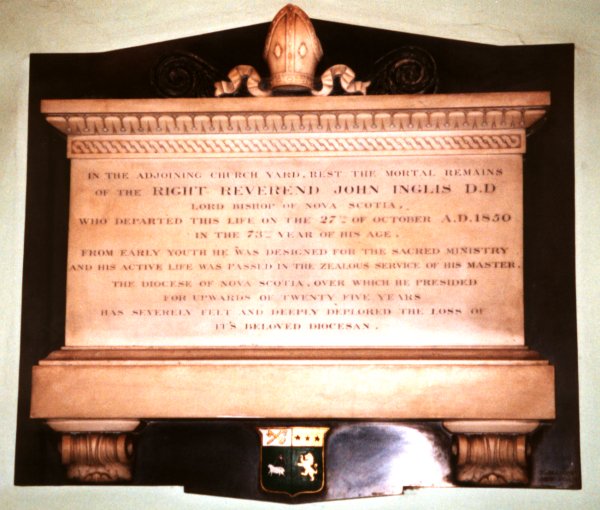 IN THE ADJOINING CHURCH YARD, REST THE MORTAL REMAINS
OF THE RIGHT REVEREND JOHN INGLIS D.D
LORD BISHOP OF NOVA SCOTIA,
WHO DEPARTED THIS LIFE ON THE 27TH OF OCTOBER A.D. 1850
IN THE 73RD YEAR OF HIS AGE.
FROM EARLY YOUTH HE WAS DESIGNED FOR THE SACRED MINISTRY
AND HIS ACTIVE LIFE WAS PASSED IN THE ZEALOUS SERVICE OF HIS MASTER.
THE DIOCESE OF NOVA SCOTIA, OVER WHICH HE PRESIDED
FOR UPWARDS OF TWENTY FIVE YEARS
HAS SEVERELY FELT AND DEEPLY DEPLORED THE LOSS OF
IT'S BELOVED DIOCESAN.